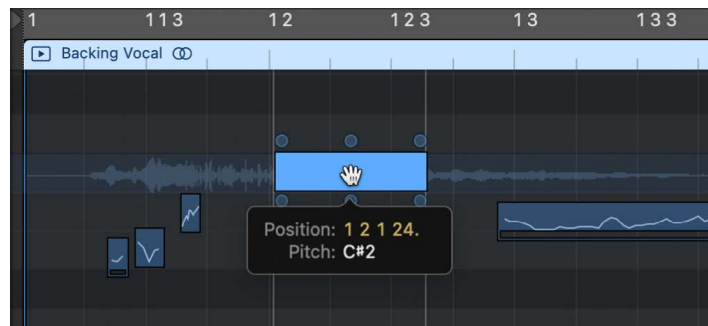 1 1 1 3 1 2 1 2 3 1 3 1 3 3
Backing Vocal
Position: 1 2 1 24.
Pitch: C#2